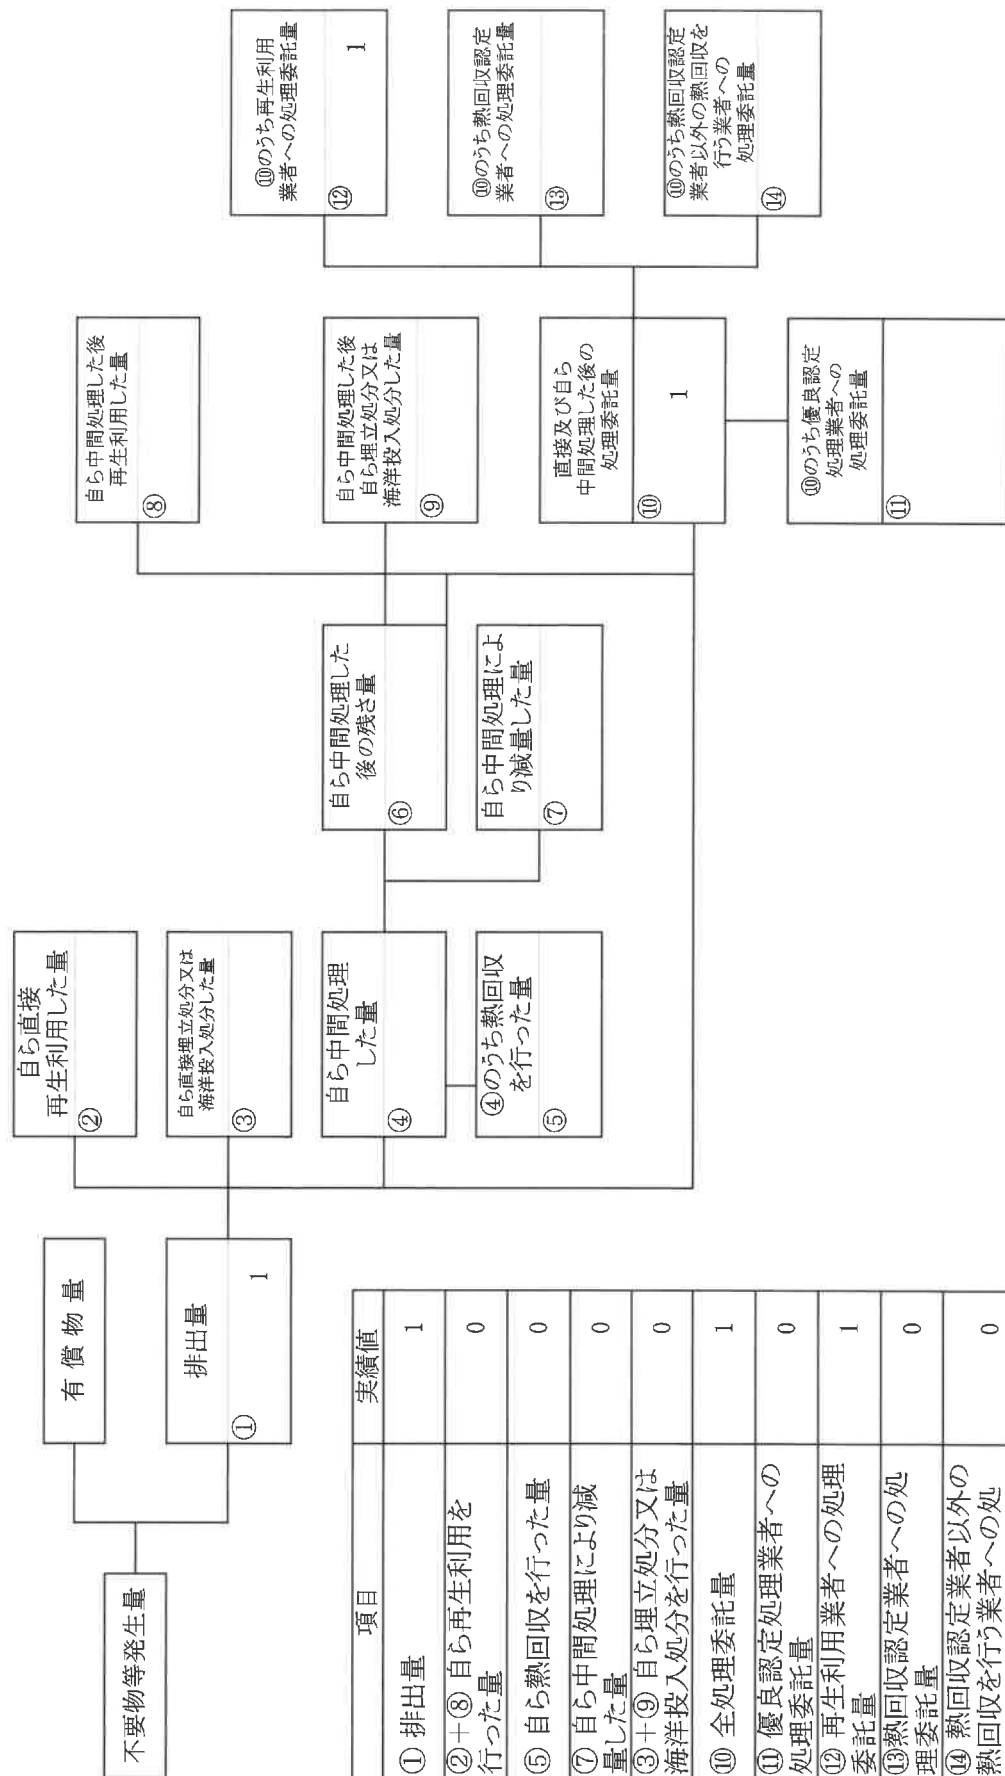 不要物等発生量
有償物量
排出量
①
1
自ら直接
再生利用した量
②
自ら直接埋立処分又は
海洋投入処分した量
③
自ら中間処理
した量
④
④のうち熱回収
を行った量
⑤
自ら中間処理した
後の残さ量
⑥
自ら中間処理によ
り減量した量
⑦
自ら中間処理した後
再生利用した量
⑧
自ら中間処理した後
自ら埋立処分又は
海洋投入処分した量
⑨
直接及び自ら
中間処理した後の
処理委託量
⑩
1
⑩のうち優良認定
処理業者への
処理委託量
⑪
⑩のうち再生利用
業者への処理委託量
⑫
1
⑩のうち熱回収認定
業者への処理委託量
⑬
⑩のうち熱回収認定
業者以外の熱回収を
行う業者への
処理委託量
⑭
項目 実績値
①排出量 1
②+⑧自ら再生利用を
行った量 0
⑤自ら熱回収を行った量 0
⑦自ら中間処理により減
量した量 0
③+⑨自ら埋立処分又は
海洋投入処分を行った量 0
⑩全処理委託量 1
⑪優良認定処理業者への
処理委託量 0
⑫再生利用業者への処理
委託量 1
⑬熱回収認定業者への処
理委託量 0
⑭熱回収認定業者以外の
熱回収を行う業者への処 0